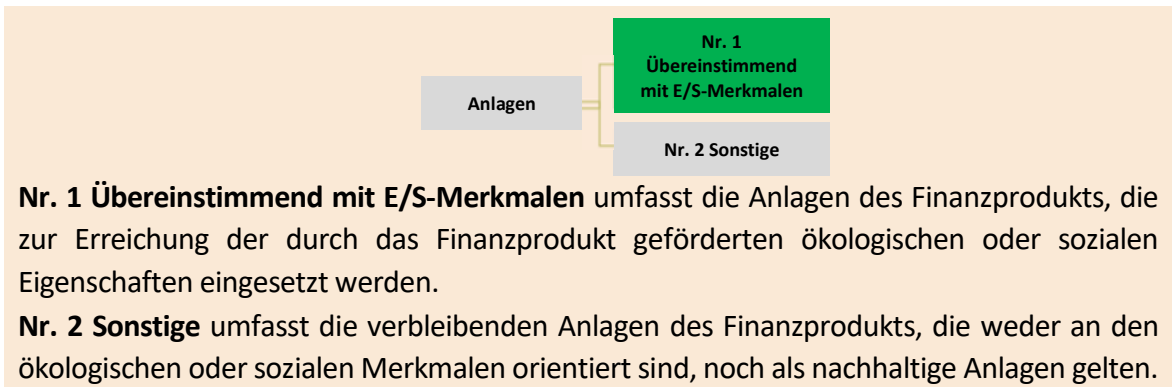 Nr. 1
Übereinstimmend
mit E/S-Merkmalen
Anlagen
Nr. 2 Sonstige
Nr. 1 Übereinstimmend mit E/S-Merkmalen umfasst die Anlagen des Finanzprodukts, die
zur Erreichung der durch das Finanzprodukt geförderten ökologischen oder sozialen
Eigenschaften eingesetzt werden.
Nr. 2 Sonstige umfasst die verbleibenden Anlagen des Finanzprodukts, die weder an den
ökologischen oder sozialen Merkmalen orientiert sind, noch als nachhaltige Anlagen gelten.